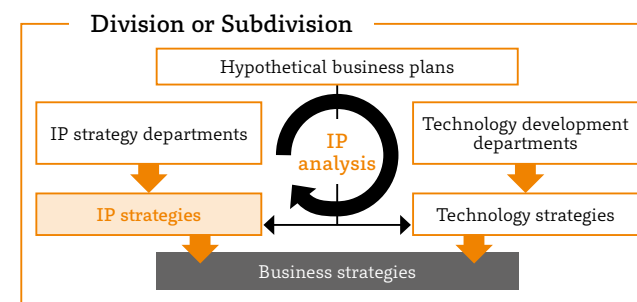 Division or Subdivision
Hypothetical business plans
IP strategy departments
IP
analysis
Technology development
departments
IP strategies
Technology strategies
Business strategies